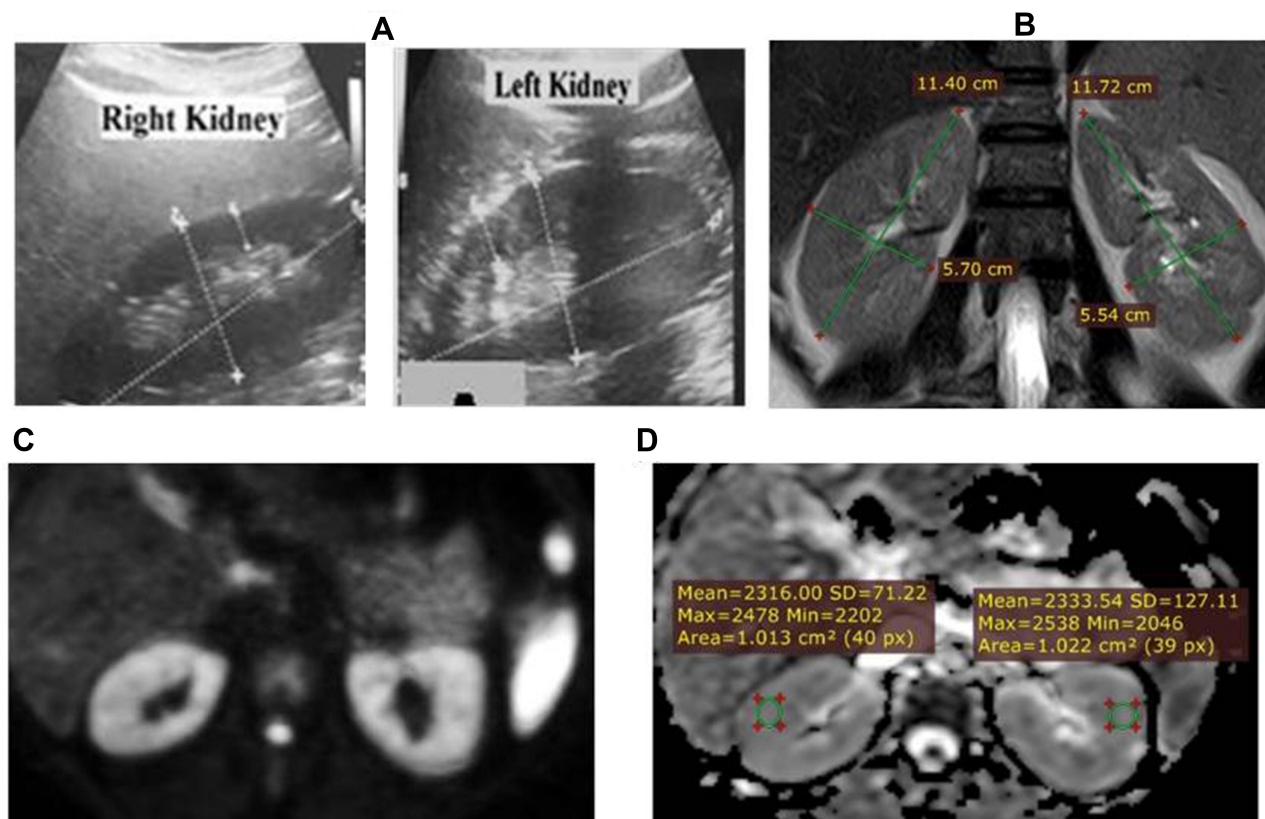 A
B
Right Kidney
Left Kidney
11.40 cm
11.72 cm
5.70 cm
5.54 cm
C
D
Mean=2316.00 SD=71.22
Max=2478 Min=2202
Area=1.013 cm² (40 px)
Mean=2333.54 SD=127.11
Max=2538 Min=2046
Area=1.022 cm² (39 px)